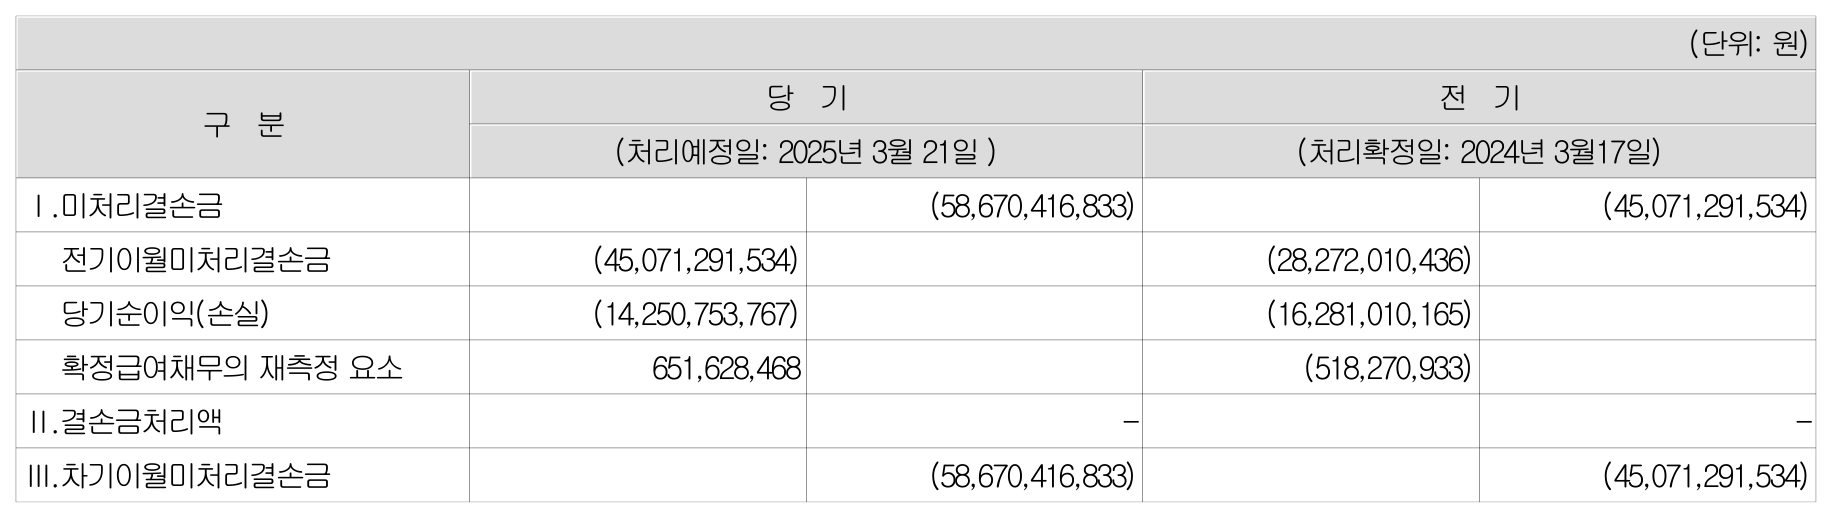 (단위: 원)
구 분 당 기 전 기
(처리예정일: 2025년 3월 21일 ) (처리확정일: 2024년 3월17일)
Ⅰ.미처리결손금 (58,670,416,833) (45,071,291,534)
전기이월미처리결손금 (45,071,291,534) (28,272,010,436)
당기순이익(손실) (14,250,753,767) (16,281,010,165)
확정급여채무의 재측정 요소 651,628,468 (518,270,933)
Ⅱ.결손금처리액 – –
Ⅲ.차기이월미처리결손금 (58,670,416,833) (45,071,291,534)